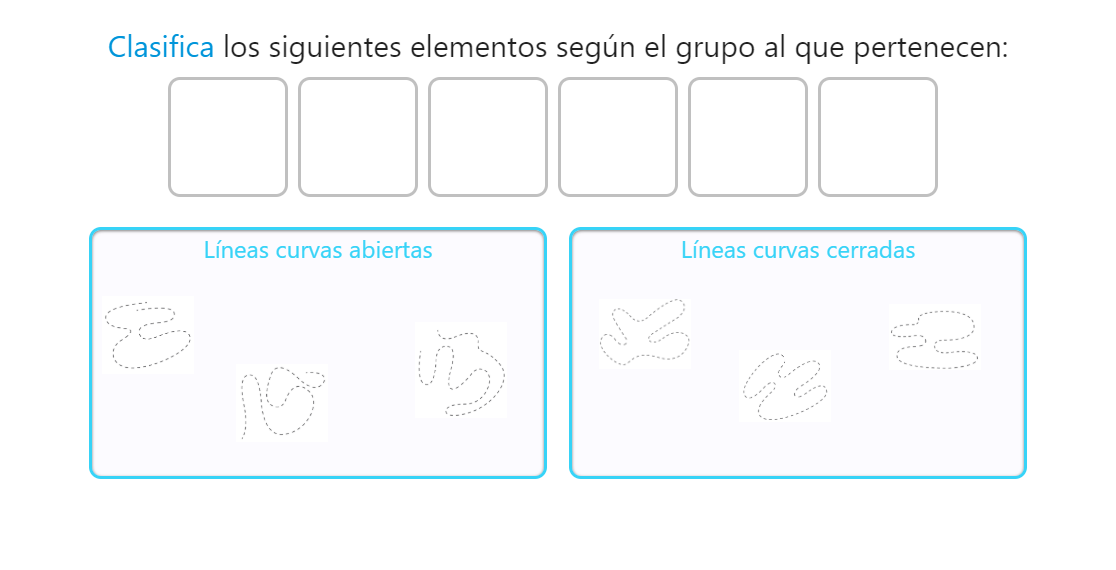 Clasifica los siguientes elementos según el grupo al que pertenecen:
Líneas curvas abiertas
Líneas curvas cerradas